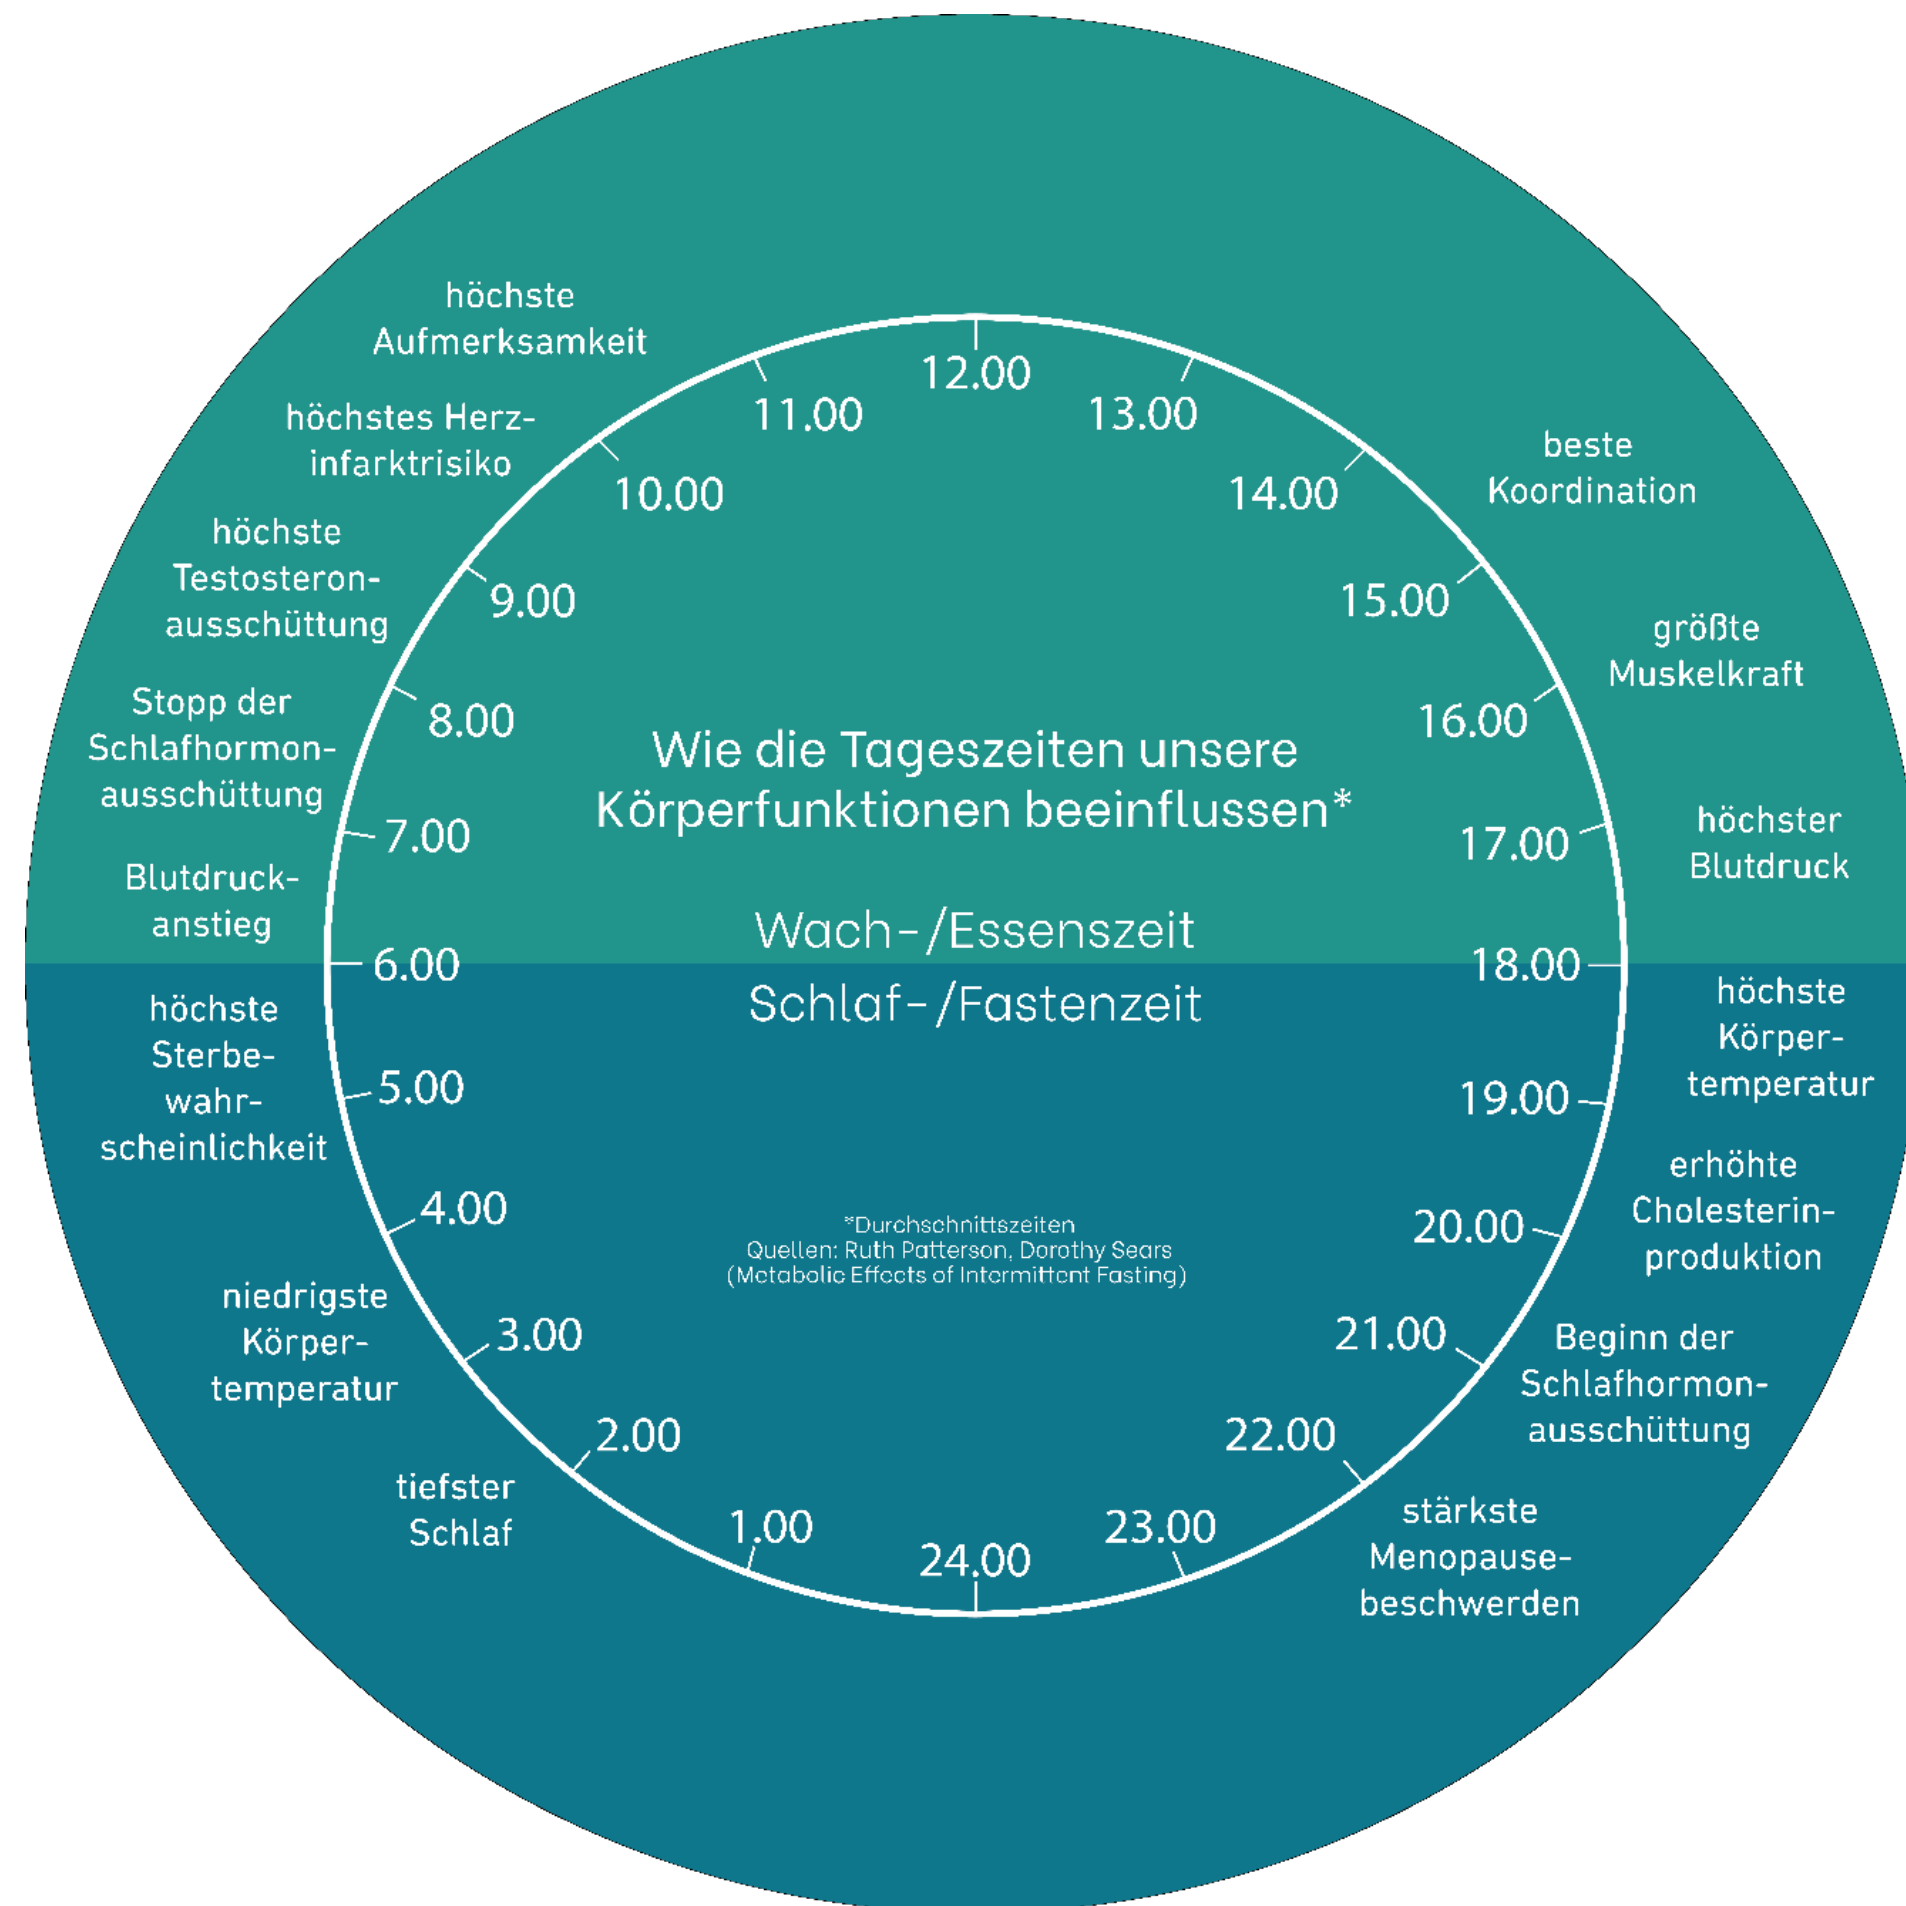 höchste
Aufmerksamkeit
höchstes Herz-
infarktrisiko
höchste
Testosteron-
ausschüttung
Stopp der
Schlafhormon-
ausschüttung
Blutdruck-
anstieg
höchste
Sterbe-
wahr-
scheinlichkeit
niedrigste
Körper-
temperatur
tiefster
Schlaf
12.00
13.00
14.00
15.00
16.00
17.00
18.00
19.00
20.00
21.00
22.00
23.00
24.00
1.00
2.00
3.00
4.00
5.00
6.00
7.00
8.00
9.00
10.00
11.00
Wie die Tageszeiten unsere
Körperfunktionen beeinflussen*
Wach-/Essenszeit
Schlaf-/Fastenzeit
*Durchschnittszeiten
Quellen: Ruth Patterson, Dorothy Sears
(Metabolic Effects of Intermittent Fasting)
beste
Koordination
größte
Muskelkraft
höchster
Blutdruck
höchste
Körper-
temperatur
erhöhte
Cholesterin-
produktion
Beginn der
Schlafhormon-
ausschüttung
stärkste
Menopause-
beschwerden